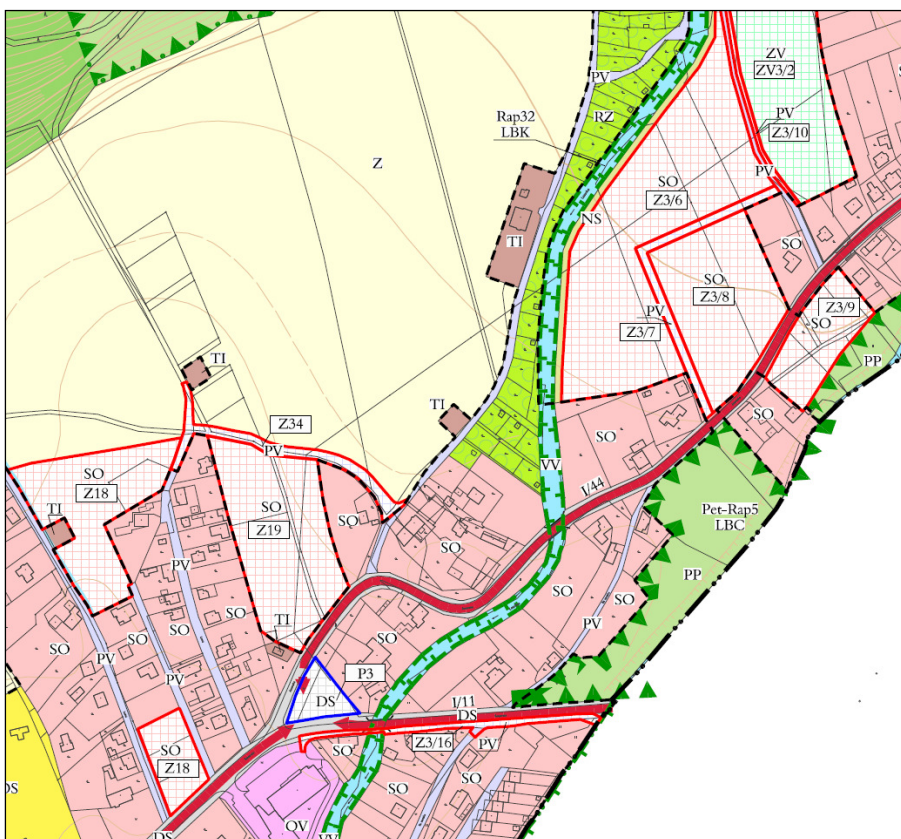 ZV
ZV3/2
PV
RZ
PV
Z3/10
Rap32
LBK
Z
PV
SO
Z3/6
NS
TI
SO
SO
Z3/8
Z3/9
SO
PV
Z3/7
PP
TI
TI
SO
Z34
PV
SO
VV
I/44
SO
Z18
SO
Z19
TI
SO
Pet-Rap5
LBC
SO
PP
PV
SO
SO
TI
SO
SO
SO
PV
SO
PV
PV
P3
DS
I/11
DS
SO
Z18
SO
Z3/16
PV
SO
SO
OV
DS
VV